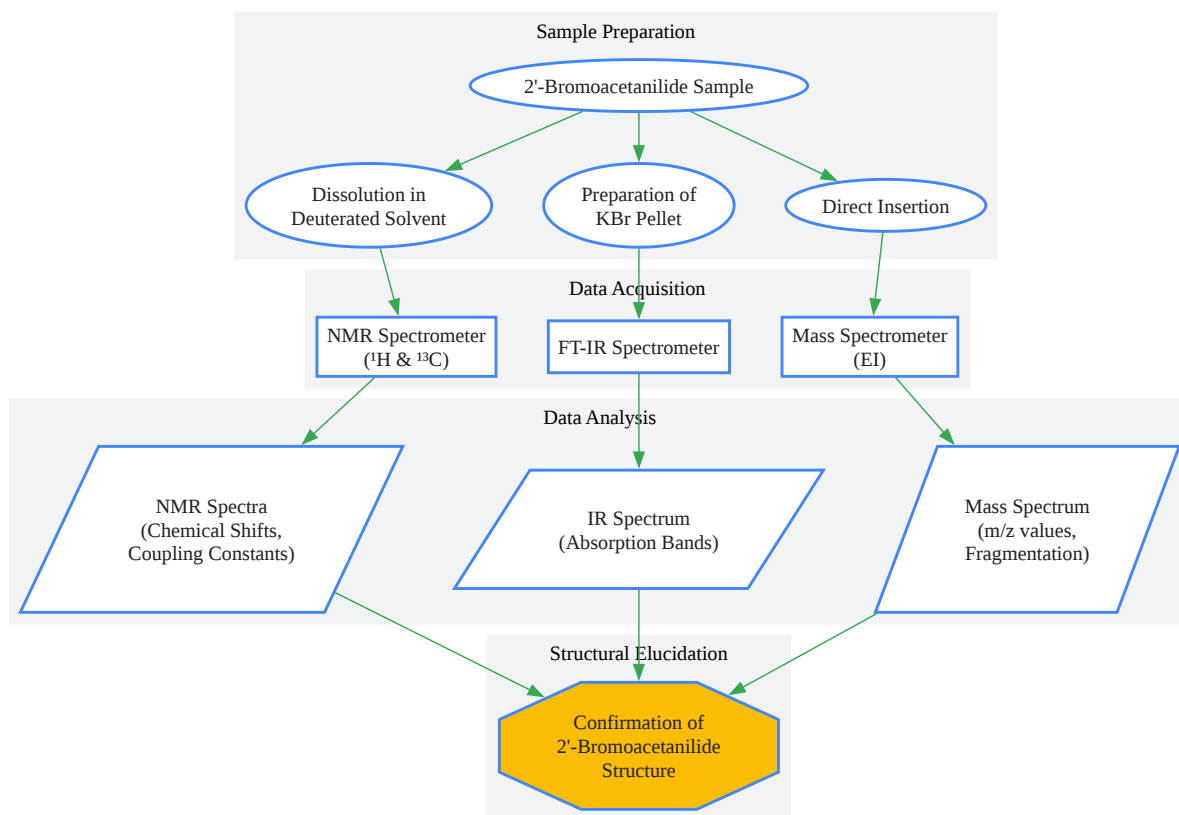 Sample Preparation
2'-Bromoacetanilide Sample
Dissolution in
Deuterated Solvent
Preparation of
KBr Pellet
Direct Insertion
Data Acquisition
NMR Spectrometer
(¹H & ¹³C)
FT-IR Spectrometer
Mass Spectrometer
(EI)
Data Analysis
NMR Spectra
(Chemical Shifts,
Coupling Constants)
IR Spectrum
(Absorption Bands)
Mass Spectrum
(m/z values,
Fragmentation)
Structural Elucidation
Confirmation of
2'-Bromoacetanilide
Structure